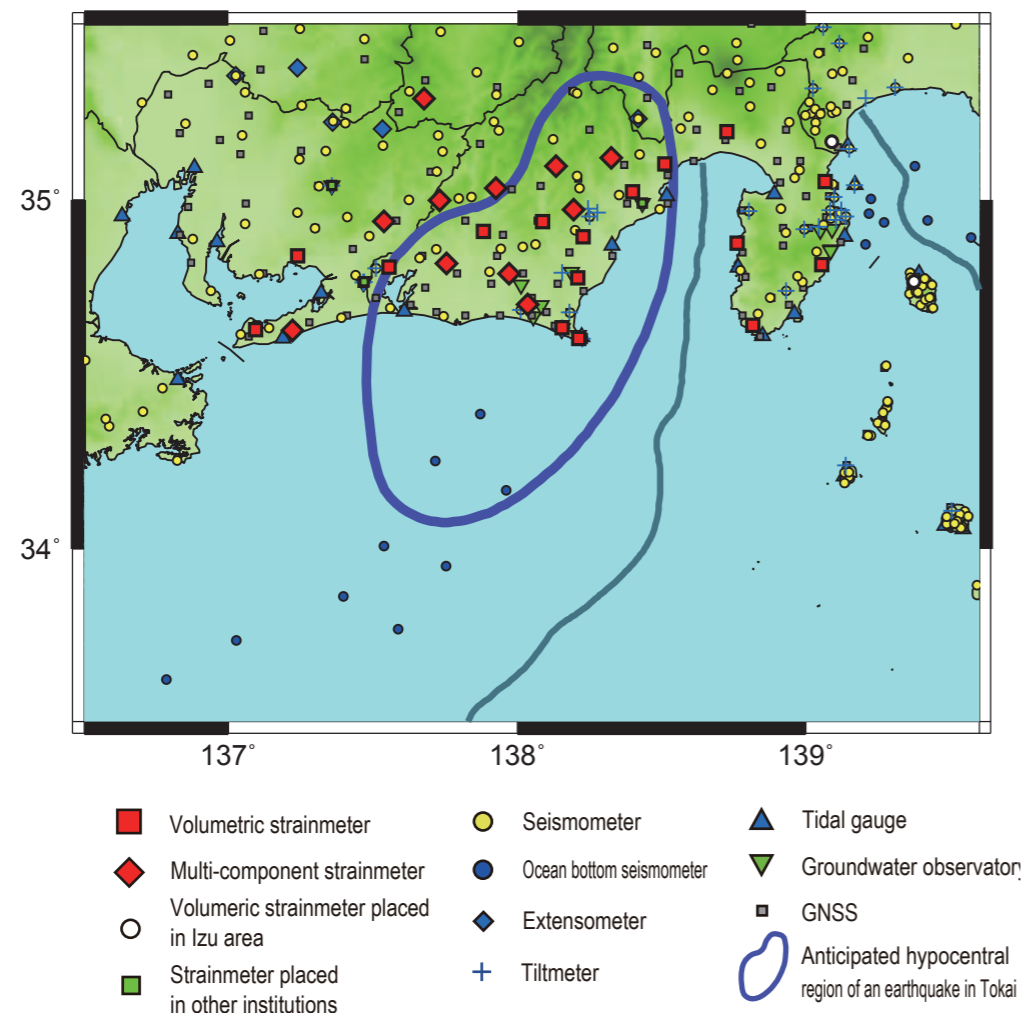 35°
34°
137°
138°
139°
Volumetric strainmeter
Multi-component strainmeter
Volumeric strainmeter placed
in Izu area
Strainmeter placed
in other institutions
Seismometer
Ocean bottom seismometer
Extensometer
Tiltmeter
Tidal gauge
Groundwater observatory
GNSS
Anticipated hypocentral
region of an earthquake in Tokai